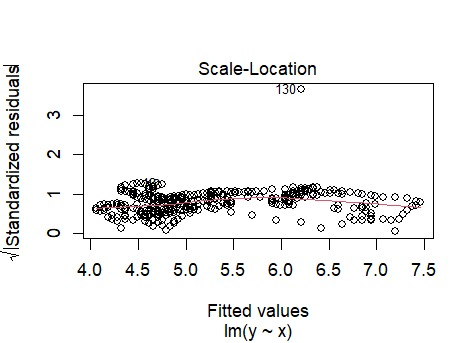 Scale-Location
√|Standardized residuals|
130
3
2
1
0
4.0 4.5 5.0 5.5 6.0 6.5 7.0 7.5
Fitted values
lm(y ~ x)